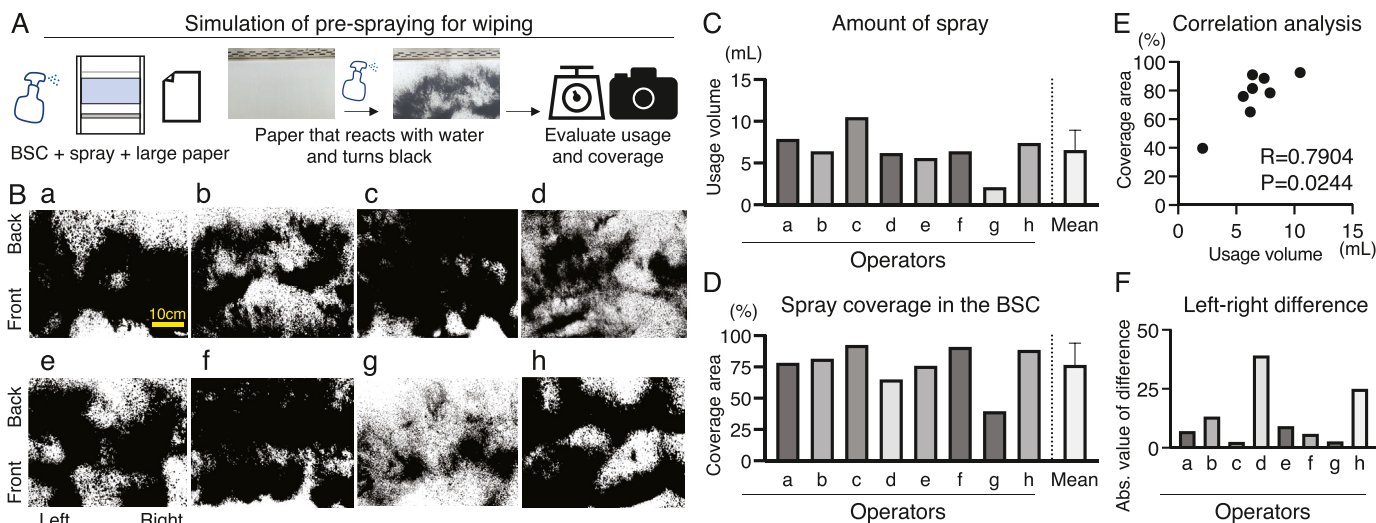 A
Simulation of pre-spraying for wiping
BSC + spray + large paper
Paper that reacts with water
and turns black
Evaluate usage
and coverage
B
a
b
c
d
Back
Front
10cm
e
f
g
h
Back
Front
Left
Right
C
Amount of spray
(mL)
Usage volume
15
10
5
0
a b c d e f g h Mean
Operators
D
Spray coverage in the BSC
(%)
Coverage area
100
75
50
25
0
a b c d e f g h Mean
Operators
E
Correlation analysis
(%)
Coverage area
100
80
60
40
20
0
R=0.7904
P=0.0244
0 5 10 15
Usage volume
(mL)
F
Left-right difference
Abs. value of difference
50
25
0
a b c d e f g h
Operators